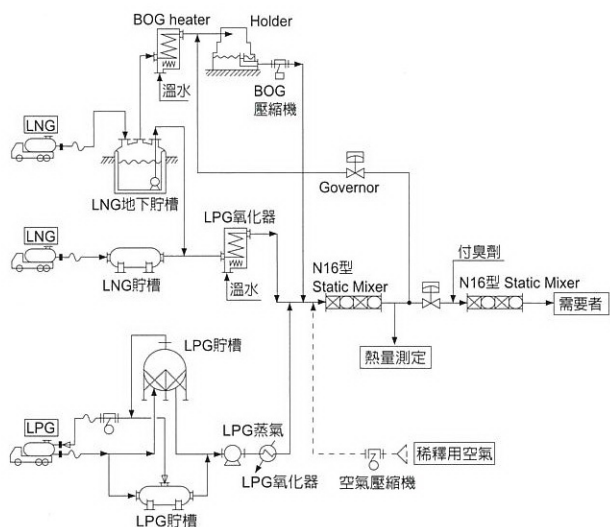 BOG heater
Holder
溫水
BOG
壓縮機
LNG
LNG地下貯槽
Governor
LNG
LNG貯槽
LPG氧化器
溫水
N16型
Static Mixer
付臭劑
N16型 Static Mixer
需要者
熱量測定
LPG貯槽
LPG
LPG蒸氣
LPG氧化器
LPG貯槽
空氣壓縮機
稀釋用空氣